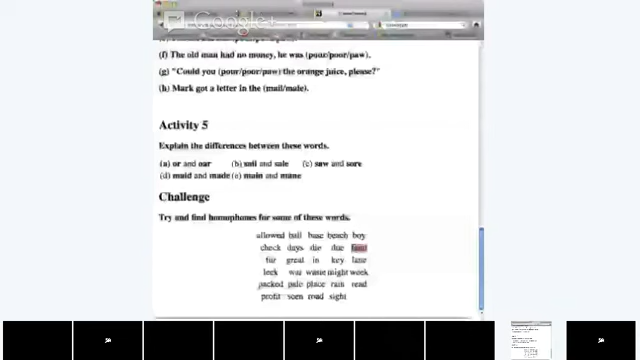 Google+
(f) The old man had no money, he was (pour/poor/paw).
(g) "Could you (pour/poor/paw) the orange juice, please?"
(h) Mark got a letter in the (mail/male).
Activity 5
Explain the differences between these words.
(a) or and oar (b) sail and sale (c) saw and sore
(d) maid and made (e) main and mane
Challenge
Try and find homophones for some of these words.
allowed hail base beach boy
check days die due
fur great in key lane
leek war waste might week
packed pale place rain read
profit seen road sight